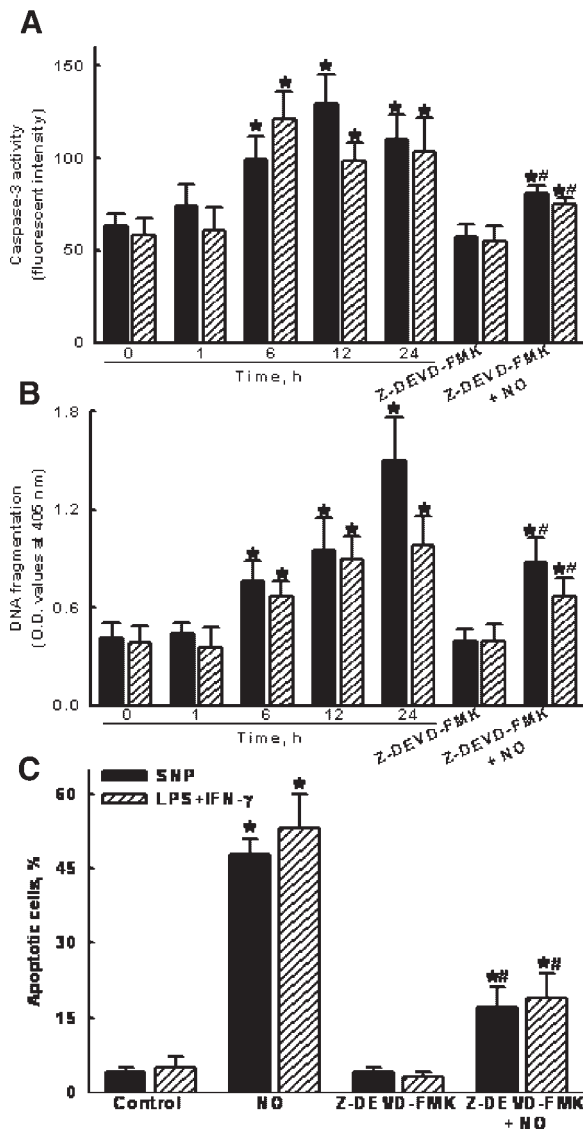 A
Caspase-3 activity
(fluorescent intensity)
150
100
50
0
★ ★ ★ ★ ★ ★ ★# ★#
0 1 6 12 24
Time, h
Z-DEVD-FMK
Z-DEVD-FMK
+ NO
B
DNA fragmentation
(O.D. values at 405 nm)
1.8
1.2
0.6
0.0
★ ★ ★ ★ ★ ★ ★# ★#
0 1 6 12 24
Time, h
Z-DEVD-FMK
Z-DEVD-FMK
+ NO
C
SNP
LPS+IFN-γ
Apoptotic cells, %
60
45
30
15
0
★ ★ ★# ★#
Control NO Z-DEVD-FMK Z-DEVD-FMK
+ NO